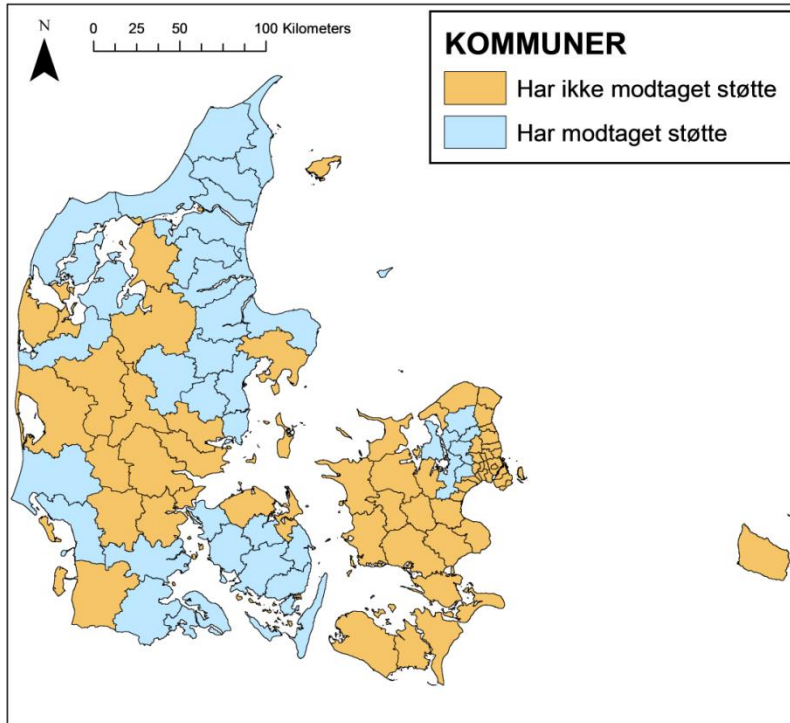 N
0 25 50 100 Kilometers
KOMMUNER
Har ikke modtaget støtte
Har modtaget støtte